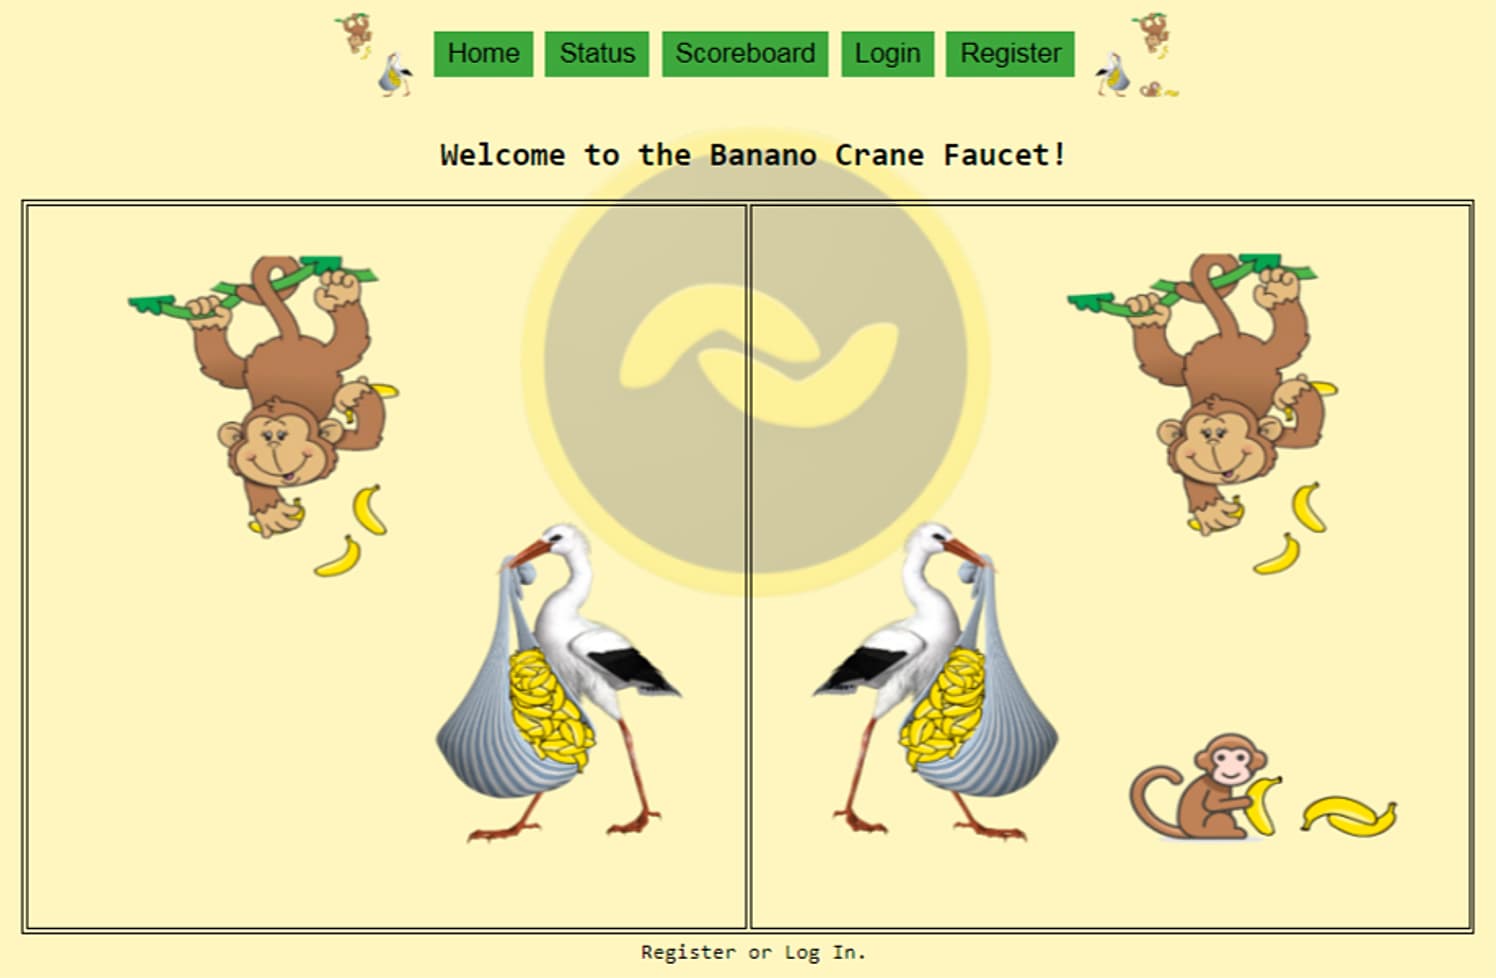 Home Status Scoreboard Login Register
Welcome to the Banano Crane Faucet!
Register or Log In.